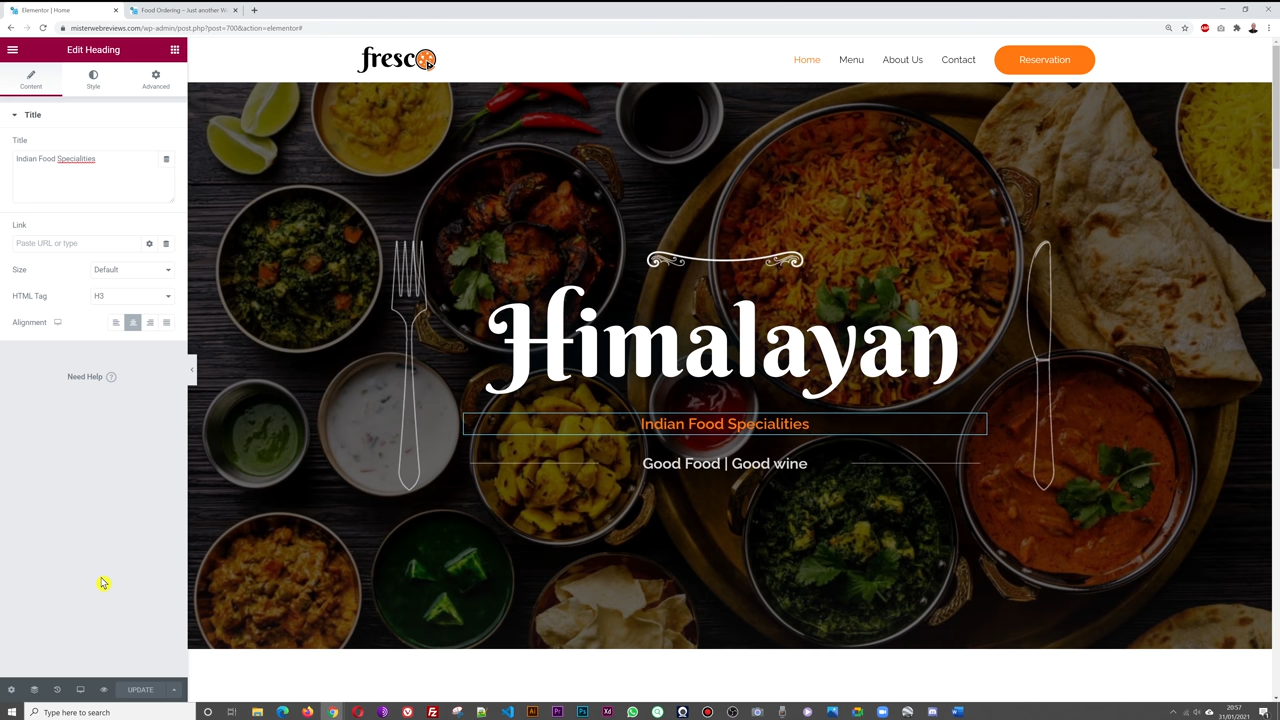 Elementor | Home
Food Ordering – Just another W
misterwebreviews.com/wp-admin/post.php?post=700&action=elementor#
Edit Heading
Content
Style
Advanced
Title
Title
Indian Food Specialities
Link
Paste URL or type
Size
Default
HTML Tag
H3
Alignment
Need Help
UPDATE
fresco
Home
Menu
About Us
Contact
Reservation
Himalayan
Indian Food Specialities
Good Food | Good wine
Type here to search
20:57
31/01/2021